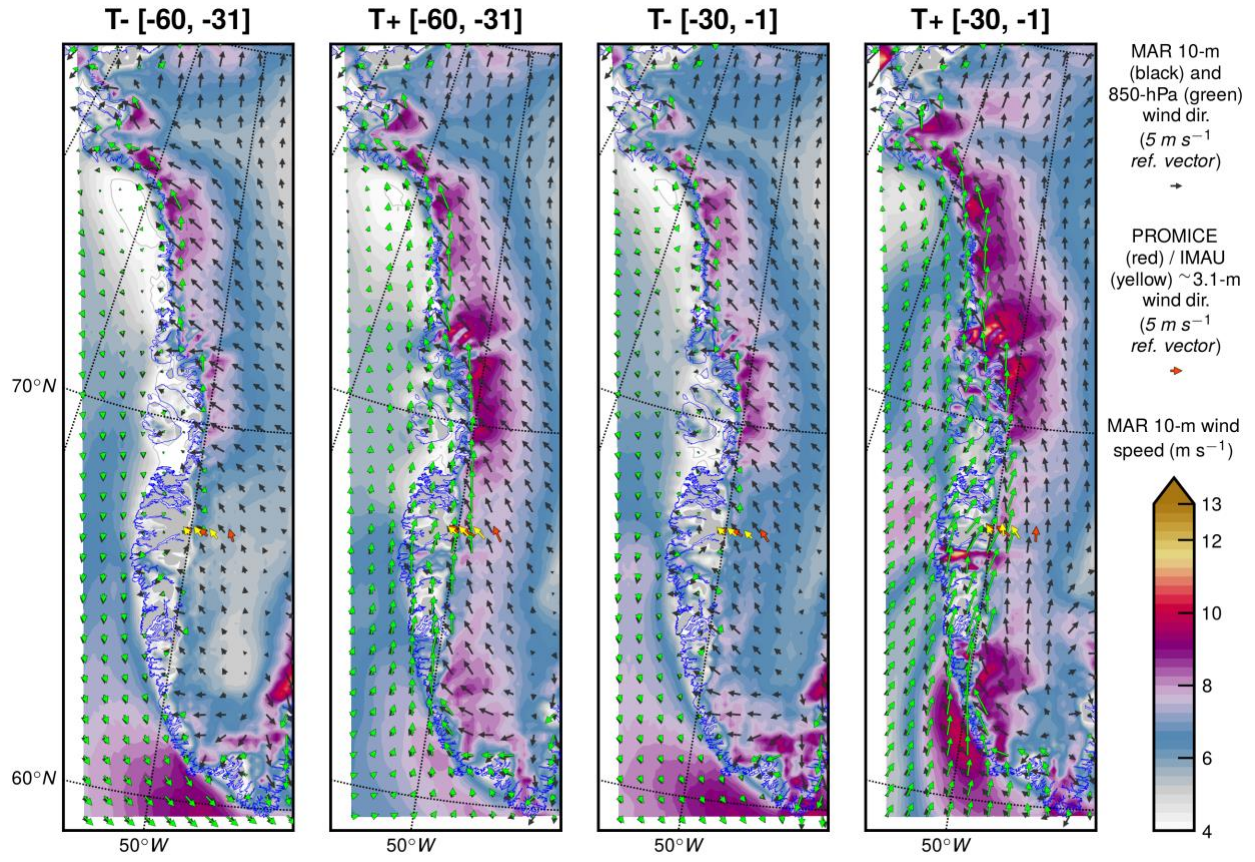 T- [-60, -31]
T+ [-60, -31]
T- [-30, -1]
T+ [-30, -1]
MAR 10-m
(black) and
850-hPa (green)
wind dir.
(5 m s⁻¹
ref. vector)
PROMICE
(red) / IMAU
(yellow) ~3.1-m
wind dir.
(5 m s⁻¹
ref. vector)
MAR 10-m wind
speed (m s⁻¹)
13
12
10
8
6
4
70°N
60°N
50°W
50°W
50°W
50°W